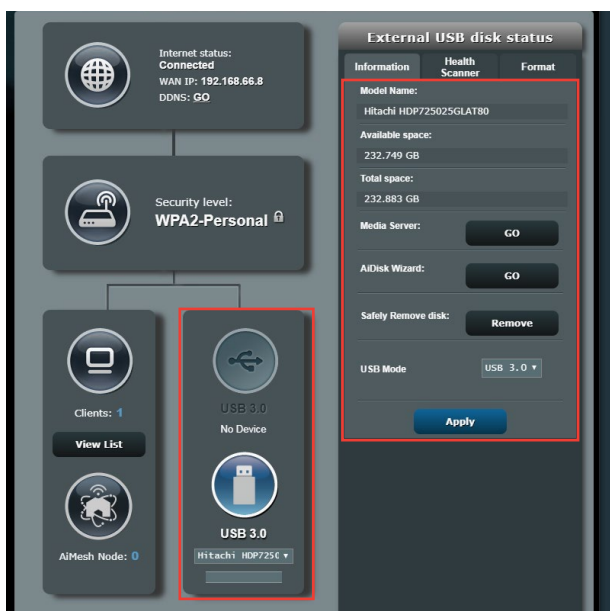 Internet status:
Connected
WAN IP: 192.168.66.8
DDNS: GO
Security level:
WPA2-Personal
Clients: 1
View List
AiMesh Node: 0
USB 3.0
No Device
USB 3.0
Hitachi HDP7250
External USB disk status
Information
Health
Scanner
Format
Model Name:
Hitachi HDP725025GLAT80
Available space:
232.749 GB
Total space:
232.883 GB
Media Server:
GO
AiDisk Wizard:
GO
Safely Remove disk:
Remove
USB Mode
USB 3.0
Apply